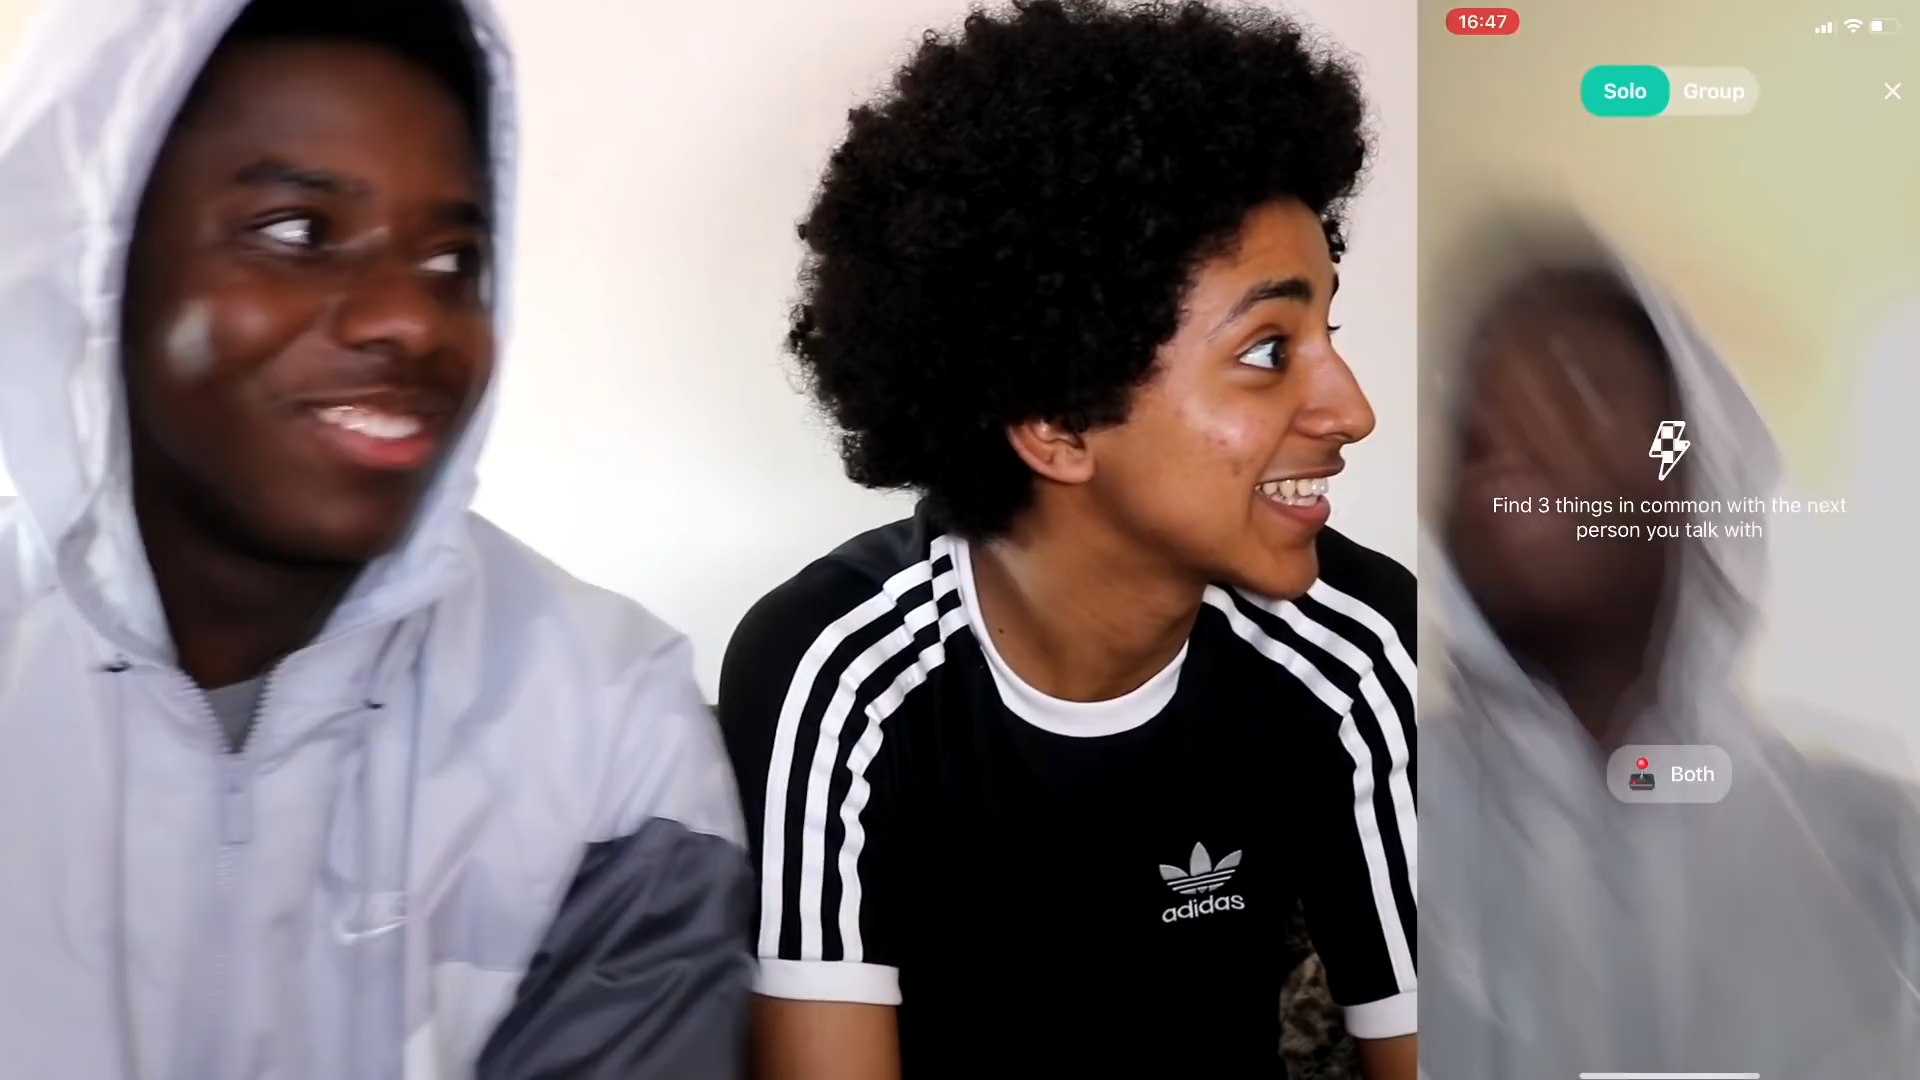 16:47
Solo Group
Find 3 things in common with the next
person you talk with
Both
adidas